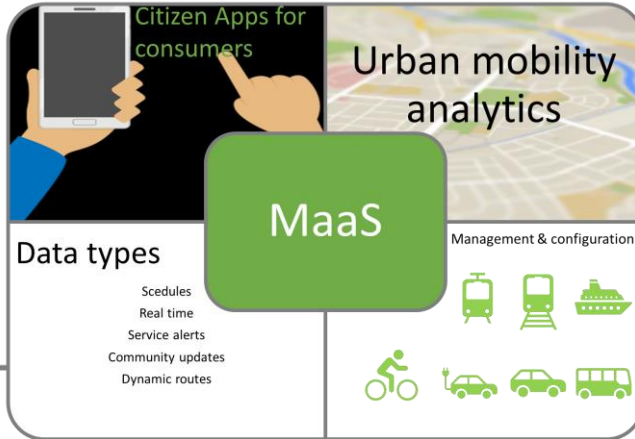 Citizen Apps for
consumers
Urban mobility
analytics
MaaS
Data types
Scedules
Real time
Service alerts
Community updates
Dynamic routes
Management & configuration